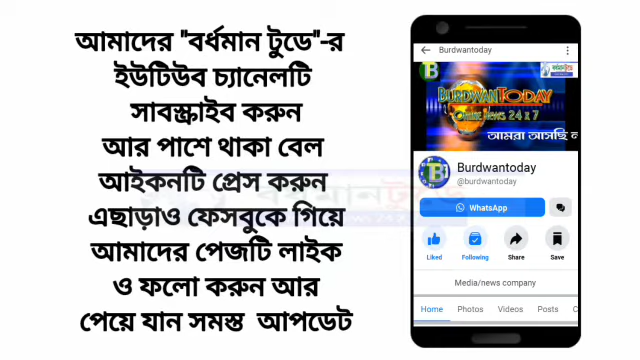 আমাদের "বর্ধমান টুডে"-র
ইউটিউব চ্যানেলটি
সাবস্ক্রাইব করুন
আর পাশে থাকা বেল
আইকনটি প্রেস করুন
এছাড়াও ফেসবুকে গিয়ে
আমাদের পেজটি লাইক
ও ফলো করুন আর
পেয়ে যান সমস্ত আপডেট
Burdwantoday
BURDWANTODAY
Online News 24 x 7
আমরা আসছি
Burdwantoday
@burdwantoday
WhatsApp
Liked Following Share Save
Media/news company
Home Photos Videos Posts C